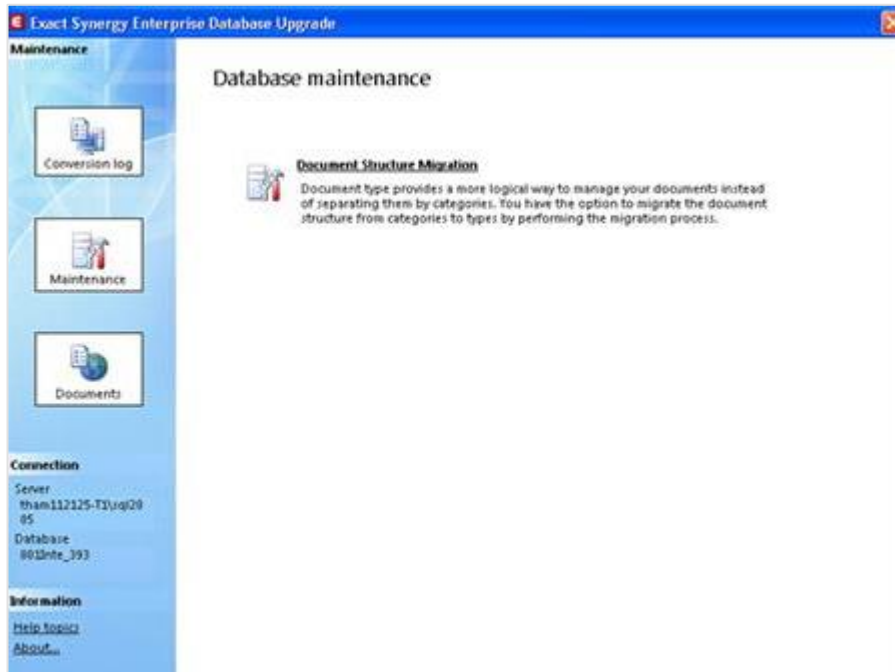 Exact Synergy Enterprise Database Upgrade
Maintenance
Conversion log
Maintenance
Documents
Connection
Server
tham112125-T1\sql20
05
Database
Information
Help topics
About...
Database maintenance
Document Structure Migration
Document type provides a more logical way to manage your documents instead
of separating them by categories. You have the option to migrate the document
structure from categories to types by performing the migration process.